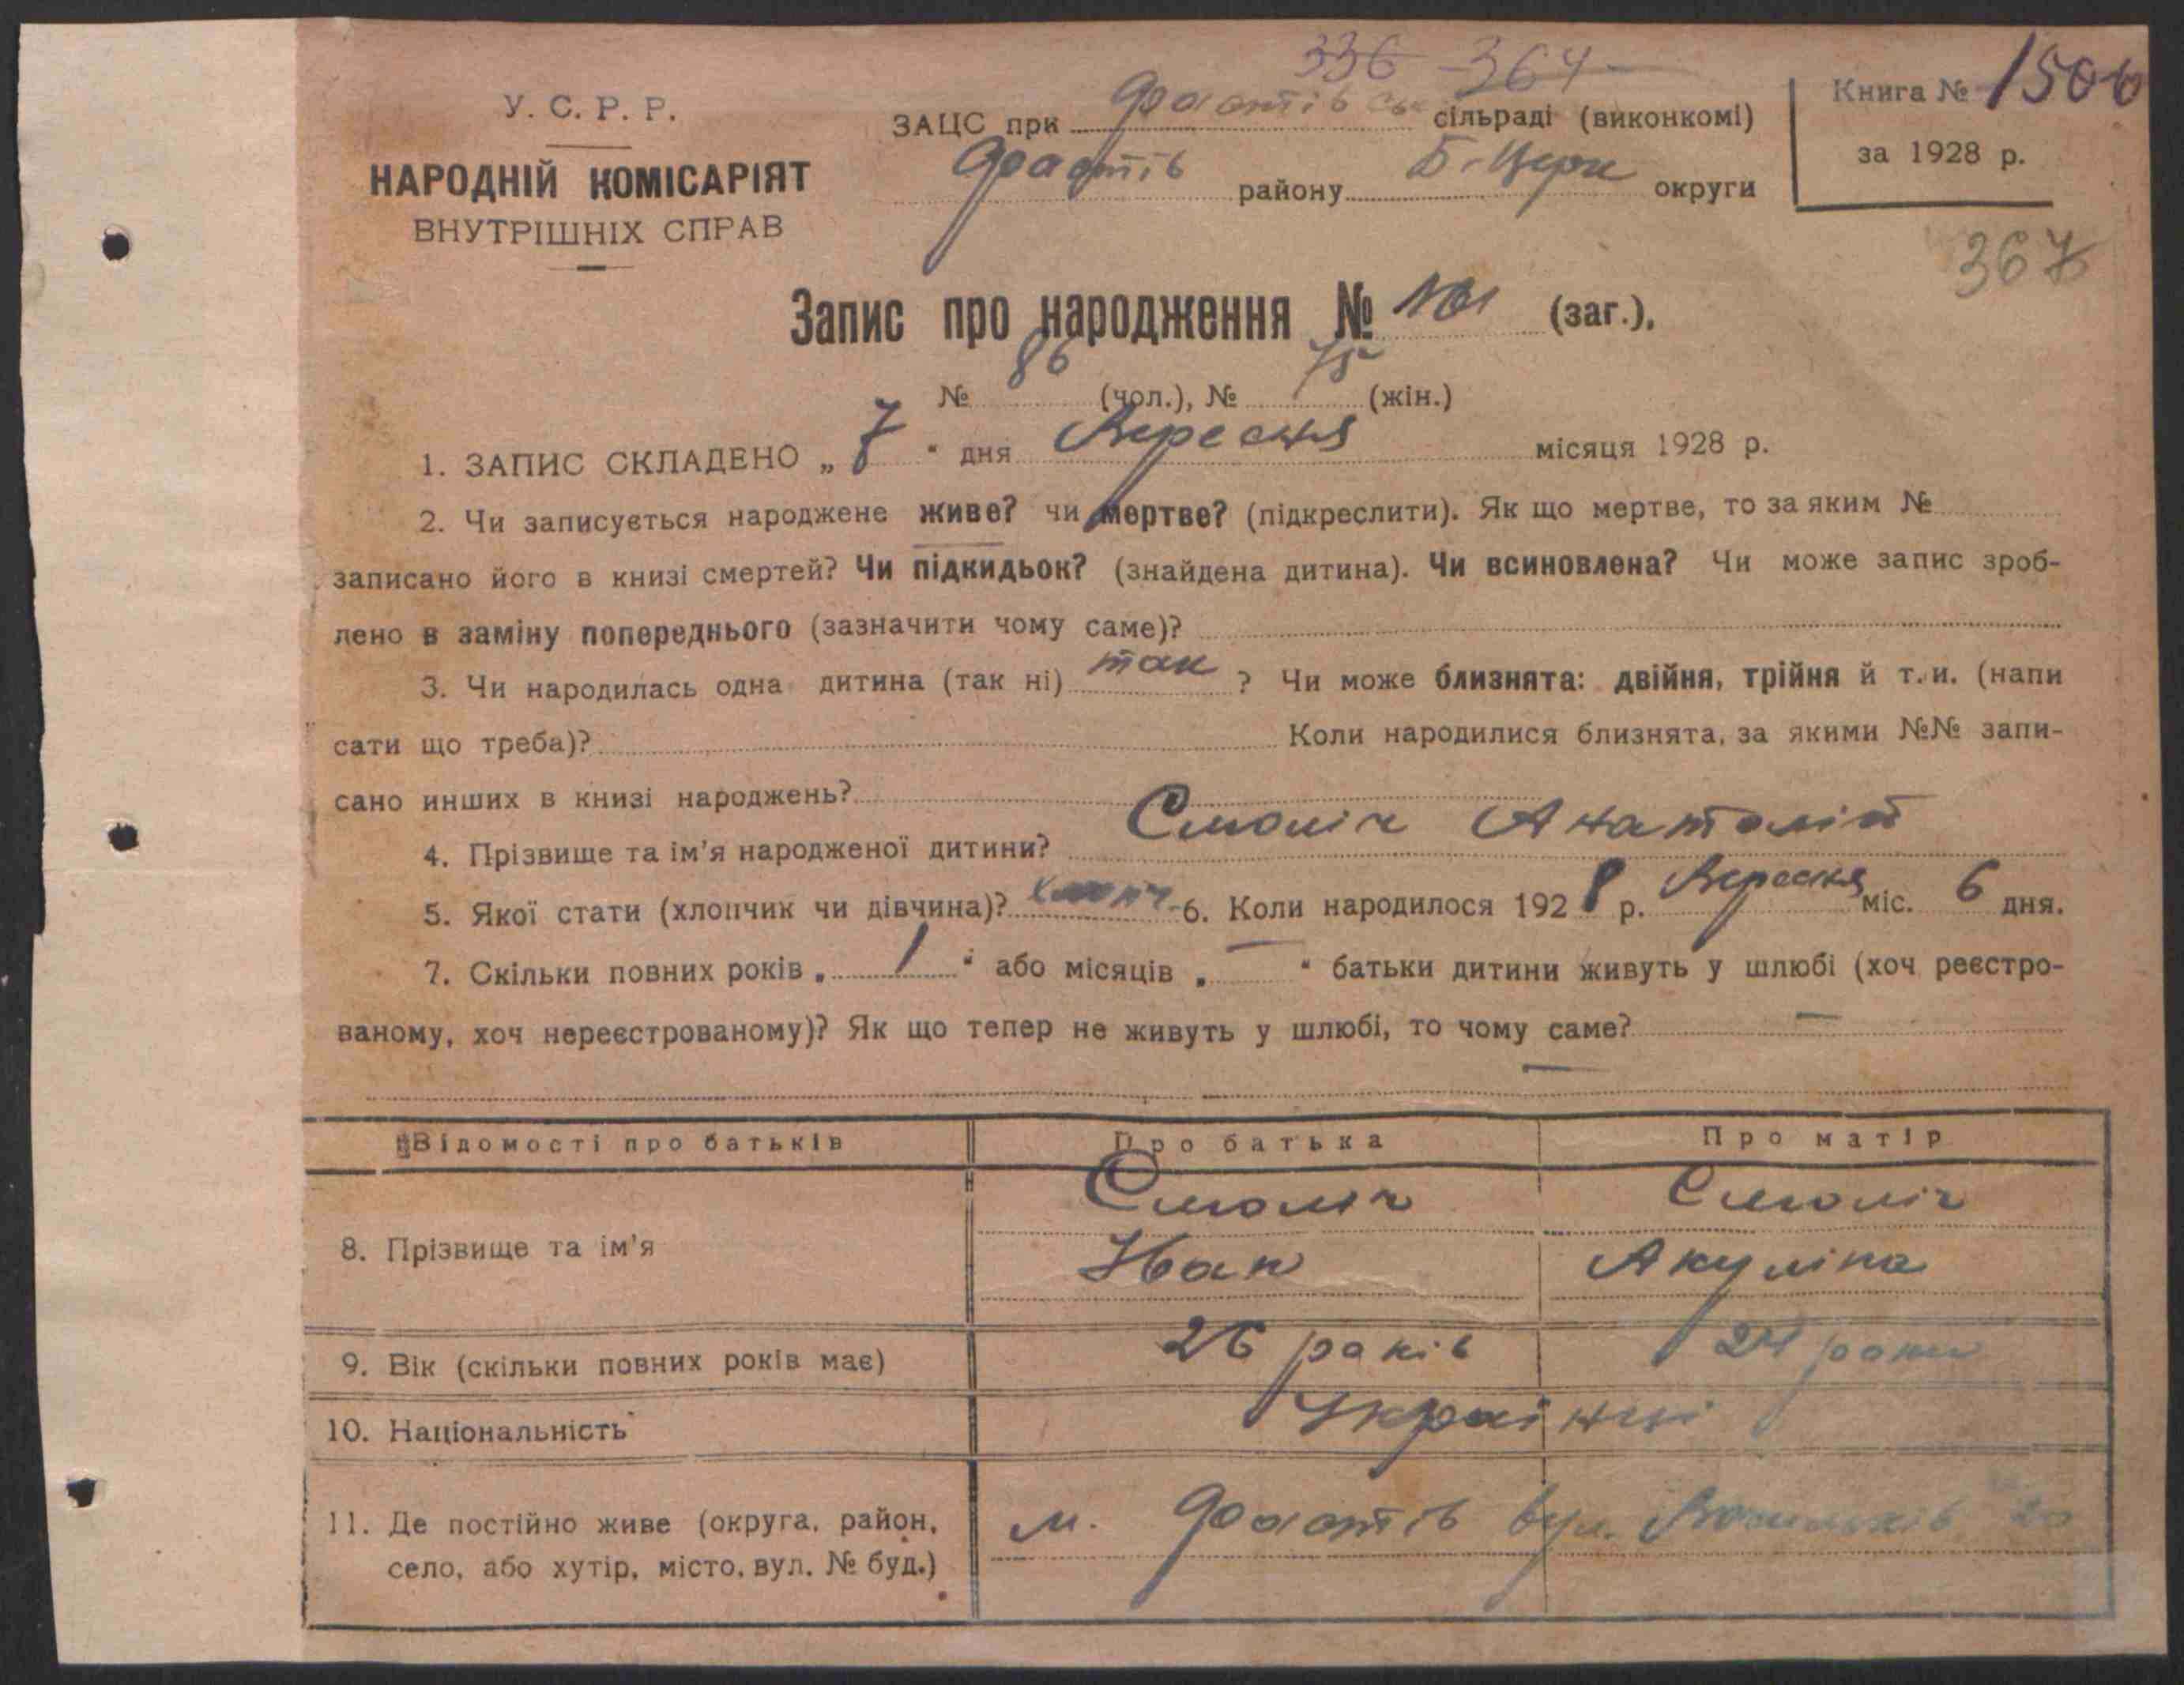 336 -364-
У. С. Р. Р.
НАРОДНІЙ КОМІСАРІЯТ
ВНУТРІШНІХ СПРАВ
ЗАЦС при Фастівськ сільраді (виконкомі)
Фастів району Б-Церк округи
Книга № 1506
за 1928 р.
367
Запис про народження № 161 (заг.),
№ 86 (чол.), № 75 (жін.)
1. ЗАПИС СКЛАДЕНО „ 7 " дня Вересня місяця 1928 р.
2. Чи записується народжене живе? чи мертве? (підкреслити). Як що мертве, то за яким №
записано його в книзі смертей? Чи підкидьок? (знайдена дитина). Чи всиновлена? Чи може запис зроб-
лено в заміну попереднього (зазначити чому саме)?
3. Чи народилась одна дитина (так ні) так ? Чи може близнята: двійня, трійня й т. и. (напи
сати що треба)? Коли народилися близнята, за якими №№ запи-
сано инших в книзі народжень?
4. Прізвище та ім'я народженої дитини? Смоліч Анатолій
5. Якої стати (хлопчик чи дівчина)? хлопч 6. Коли народилося 1928 р. Вересня міс. 6 дня.
7. Скільки повних років „ 1 " або місяців „ — " батьки дитини живуть у шлюбі (хоч реєстро-
ваному, хоч нереєстрованому)? Як що тепер не живуть у шлюбі, то чому саме? —
—
Відомості про батьків Про батька Про матір
8. Прізвище та ім'я Смоліч Іван Смоліч Акуліна
9. Вік (скільки повних років має) 26 років 24 роки
10. Національність Українці
11. Де постійно живе (округа, район,
село, або хутір, місто, вул. № буд.) м. Фастів вул.